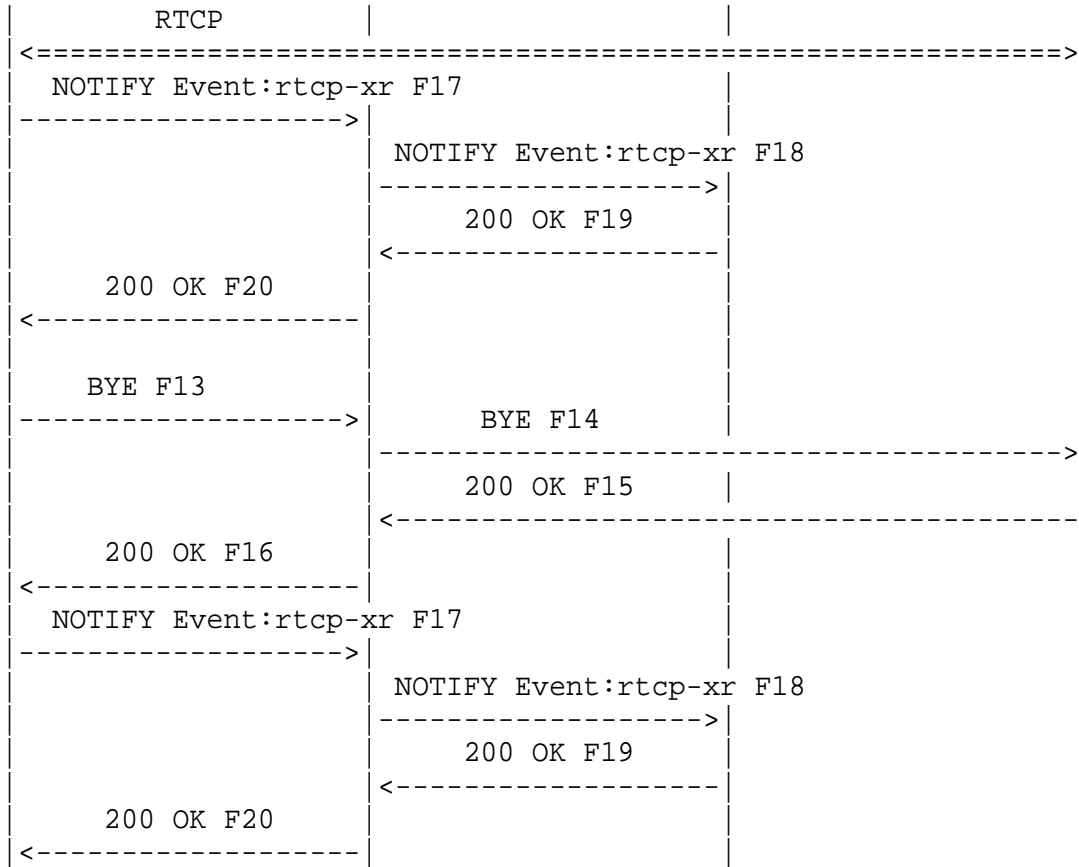 RTCP
NOTIFY Event:rtcp-xr F17
NOTIFY Event:rtcp-xr F18
200 OK F19
200 OK F20
BYE F13
BYE F14
200 OK F15
200 OK F16
NOTIFY Event:rtcp-xr F17
NOTIFY Event:rtcp-xr F18
200 OK F19
200 OK F20